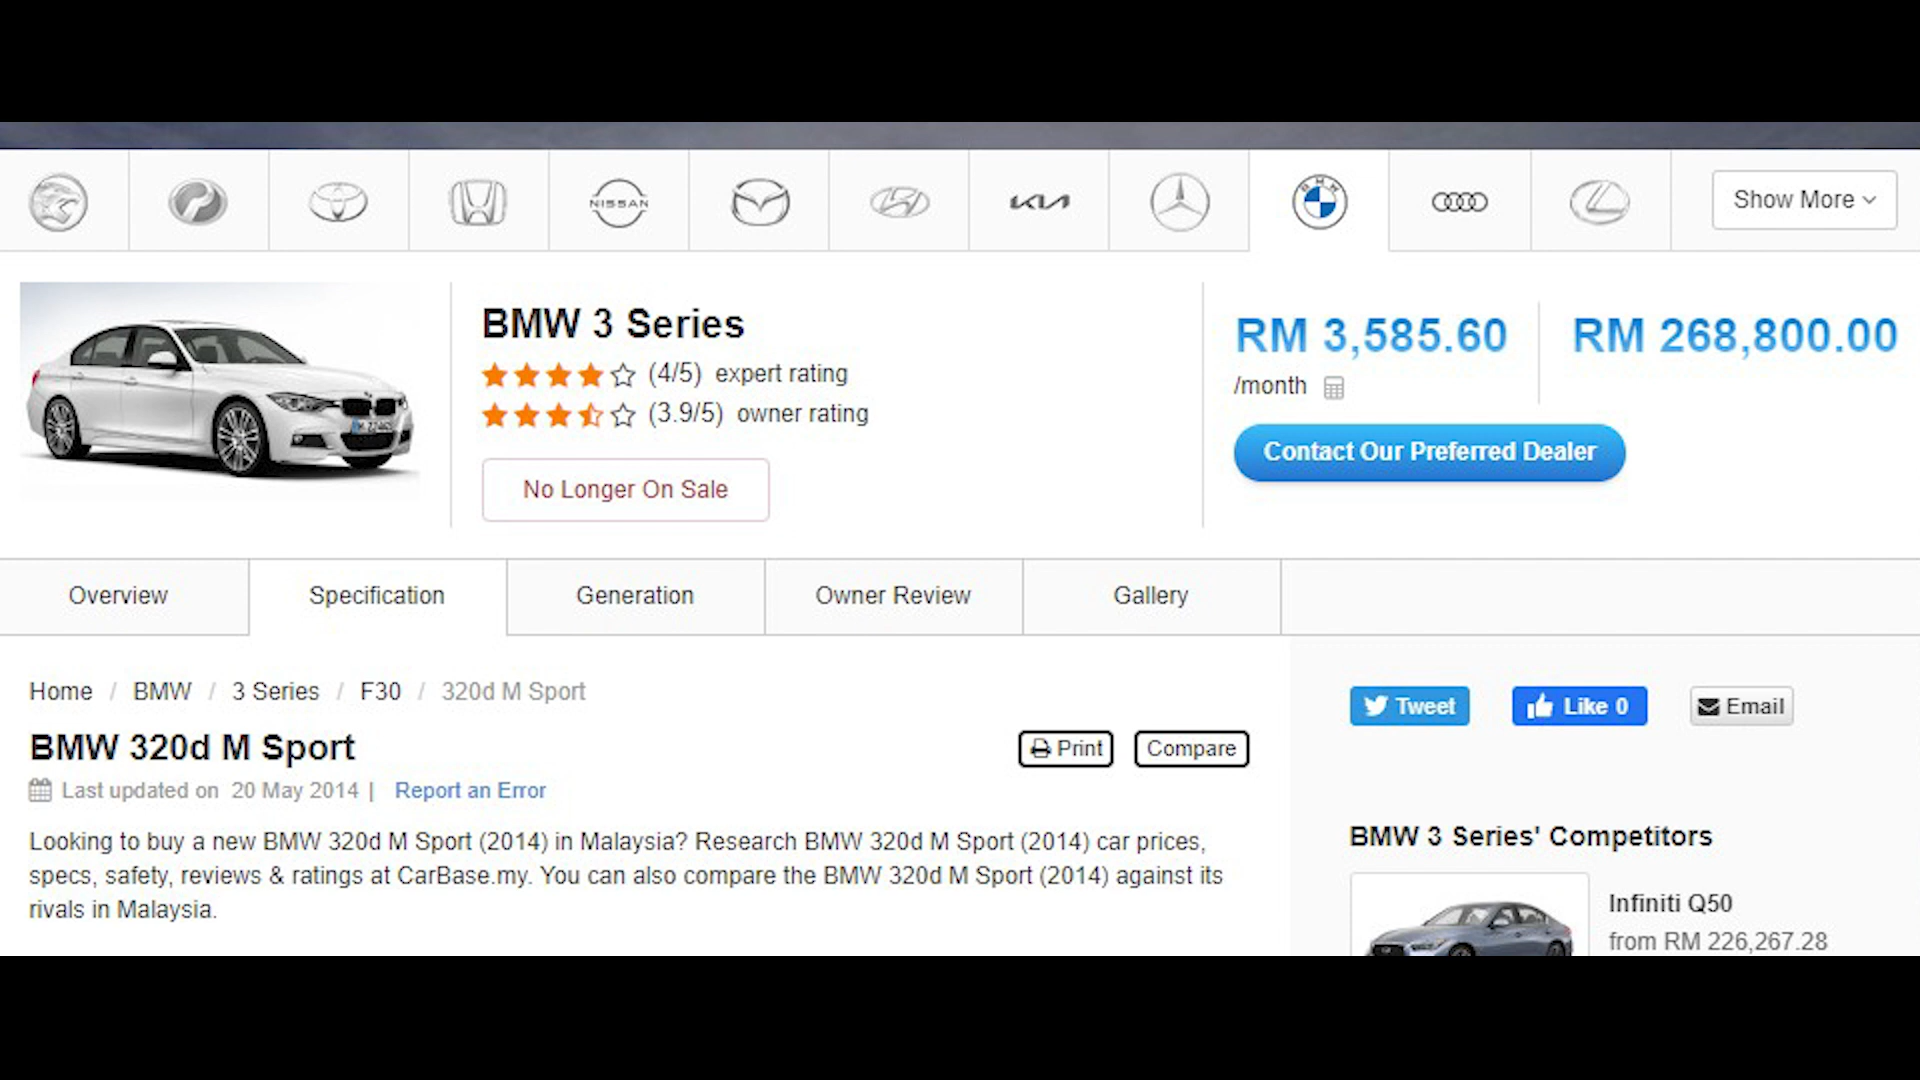 NISSAN
KIA
BMW
Show More
BMW 3 Series
(4/5) expert rating
(3.9/5) owner rating
No Longer On Sale
RM 3,585.60
/month
RM 268,800.00
Contact Our Preferred Dealer
Overview
Specification
Generation
Owner Review
Gallery
Home / BMW / 3 Series / F30 / 320d M Sport
BMW 320d M Sport
Print
Compare
Last updated on 20 May 2014 | Report an Error
Looking to buy a new BMW 320d M Sport (2014) in Malaysia? Research BMW 320d M Sport (2014) car prices,
specs, safety, reviews & ratings at CarBase.my. You can also compare the BMW 320d M Sport (2014) against its
rivals in Malaysia.
Tweet
Like 0
Email
BMW 3 Series' Competitors
Infiniti Q50
from RM 226,267.28